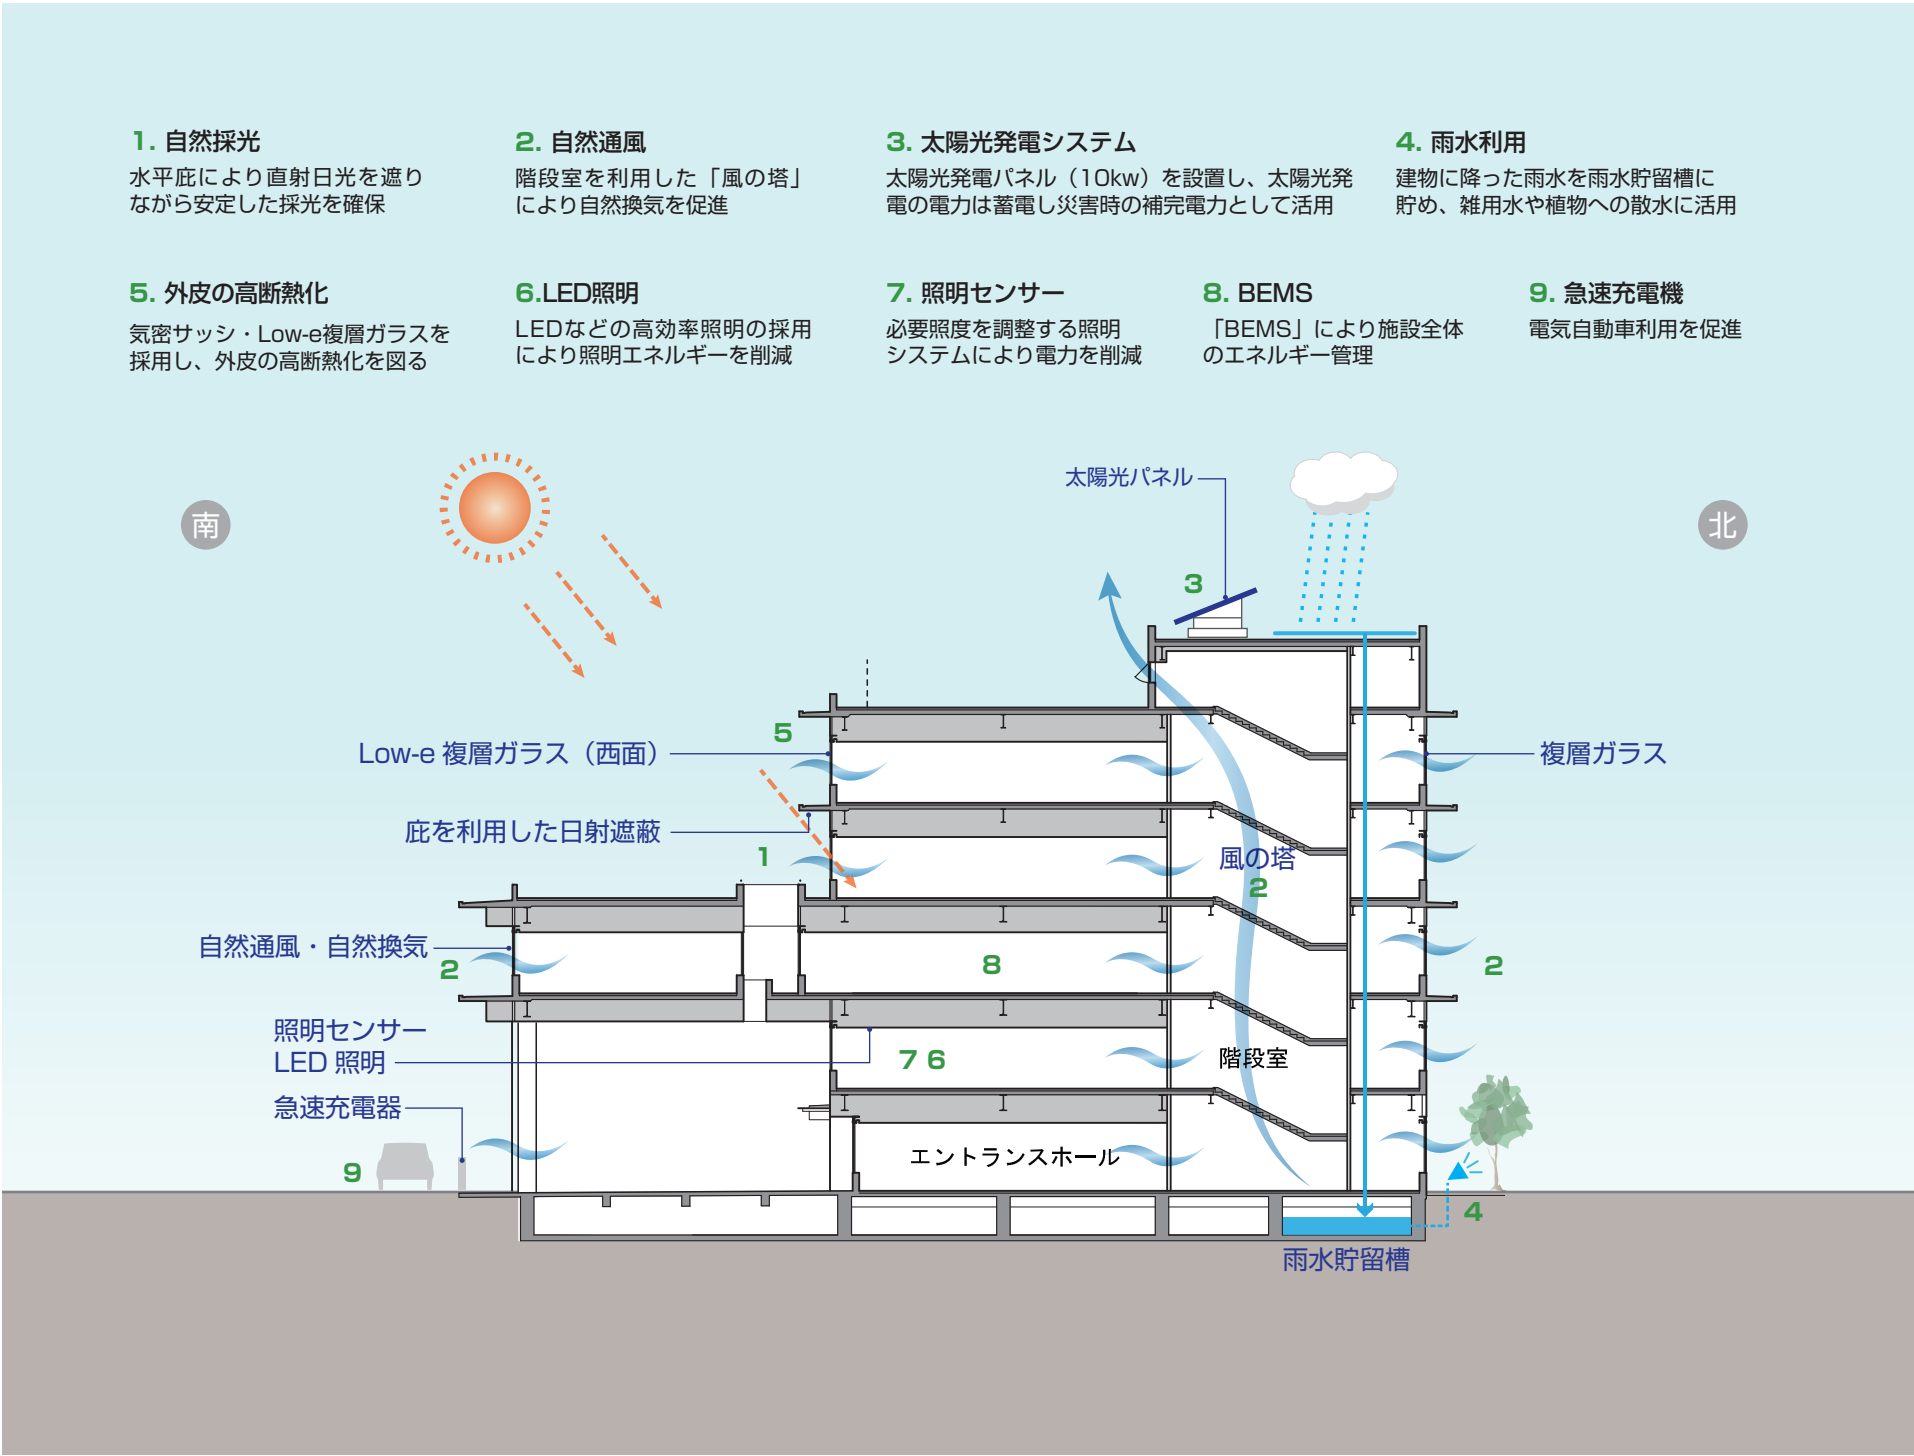 1. 自然採光
水平庇により直射日光を遮り
ながら安定した採光を確保
2. 自然通風
階段室を利用した「風の塔」
により自然換気を促進
3. 太陽光発電システム
太陽光発電パネル（10kw）を設置し、太陽光発
電の電力は蓄電し災害時の補完電力として活用
4. 雨水利用
建物に降った雨水を雨水貯留槽に
貯め、雑用水や植物への散水に活用
5. 外皮の高断熱化
気密サッシ・Low-e複層ガラスを
採用し、外皮の高断熱化を図る
6.LED照明
LEDなどの高効率照明の採用
により照明エネルギーを削減
7. 照明センサー
必要照度を調整する照明
システムにより電力を削減
8. BEMS
「BEMS」により施設全体
のエネルギー管理
9. 急速充電機
電気自動車利用を促進
太陽光パネル
南
北
3
5
Low-e 複層ガラス（西面）
複層ガラス
庇を利用した日射遮蔽
1
風の塔
2
自然通風・自然換気
2
8
2
照明センサー
LED 照明
7 6
階段室
急速充電器
9
エントランスホール
4
雨水貯留槽